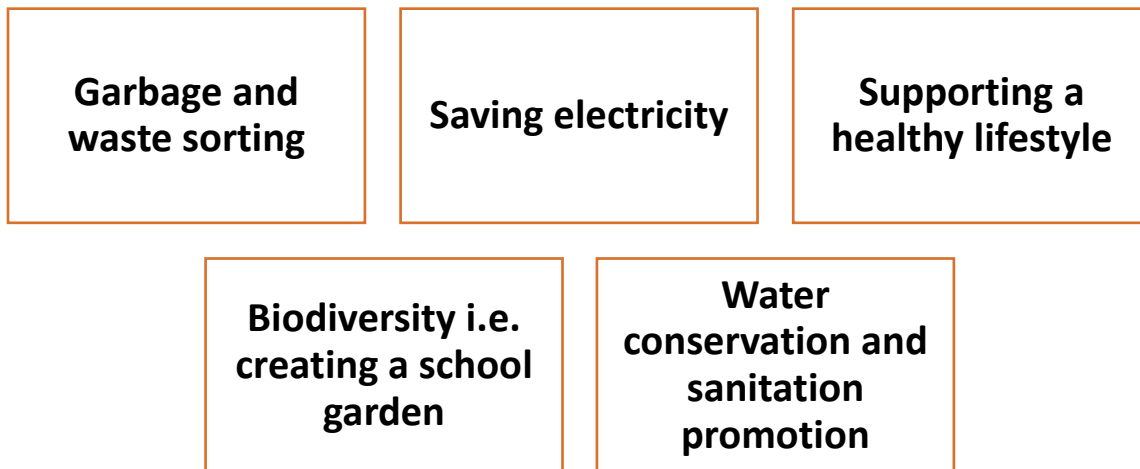 Garbage and
waste sorting
Saving electricity
Supporting a
healthy lifestyle
Biodiversity i.e.
creating a school
garden
Water
conservation and
sanitation
promotion